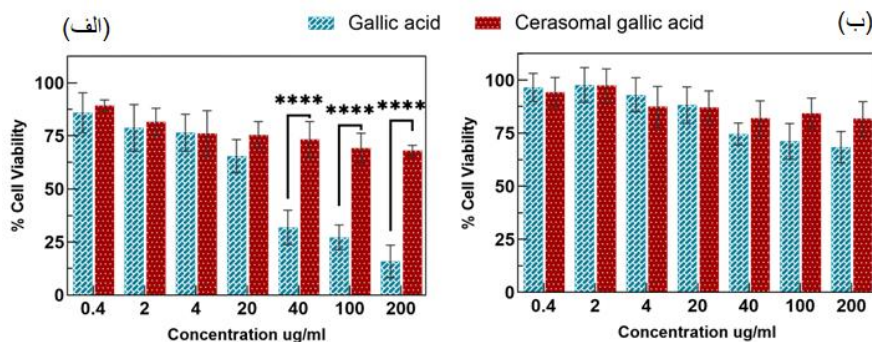 (الف)
Gallic acid
Cerasomal gallic acid
(ب)
% Cell Viability
100
75
50
25
0
**** **** ****
0.4 2 4 20 40 100 200
Concentration ug/ml
% Cell Viability
100
75
50
25
0
0.4 2 4 20 40 100 200
Concentration ug/ml